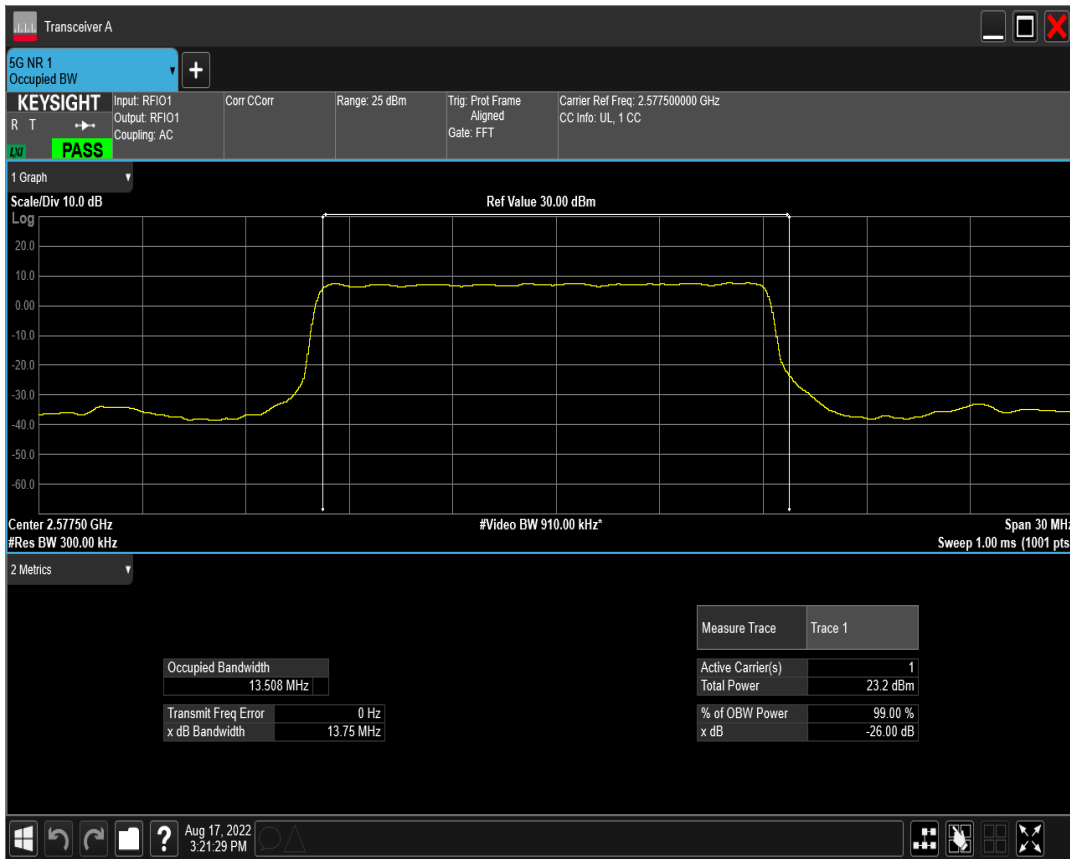 Transceiver A
5G NR 1
Occupied BW
KEYSIGHT
R T
LXI
PASS
Input: RFIO1
Output: RFIO1
Coupling: AC
Corr CCorr
Range: 25 dBm
Trig: Prot Frame
Aligned
Gate: FFT
Carrier Ref Freq: 2.577500000 GHz
CC Info: UL, 1 CC
1 Graph
Scale/Div 10.0 dB
Ref Value 30.00 dBm
Log
20.0
10.0
0.00
-10.0
-20.0
-30.0
-40.0
-50.0
-60.0
Center 2.57750 GHz
#Video BW 910.00 kHz*
Span 30 MHz
#Res BW 300.00 kHz
Sweep 1.00 ms (1001 pts
2 Metrics
Measure Trace Trace 1
Occupied Bandwidth
13.508 MHz
Active Carrier(s) 1
Total Power 23.2 dBm
Transmit Freq Error 0 Hz
x dB Bandwidth 13.75 MHz
% of OBW Power 99.00 %
x dB -26.00 dB
?
Aug 17, 2022
3:21:29 PM